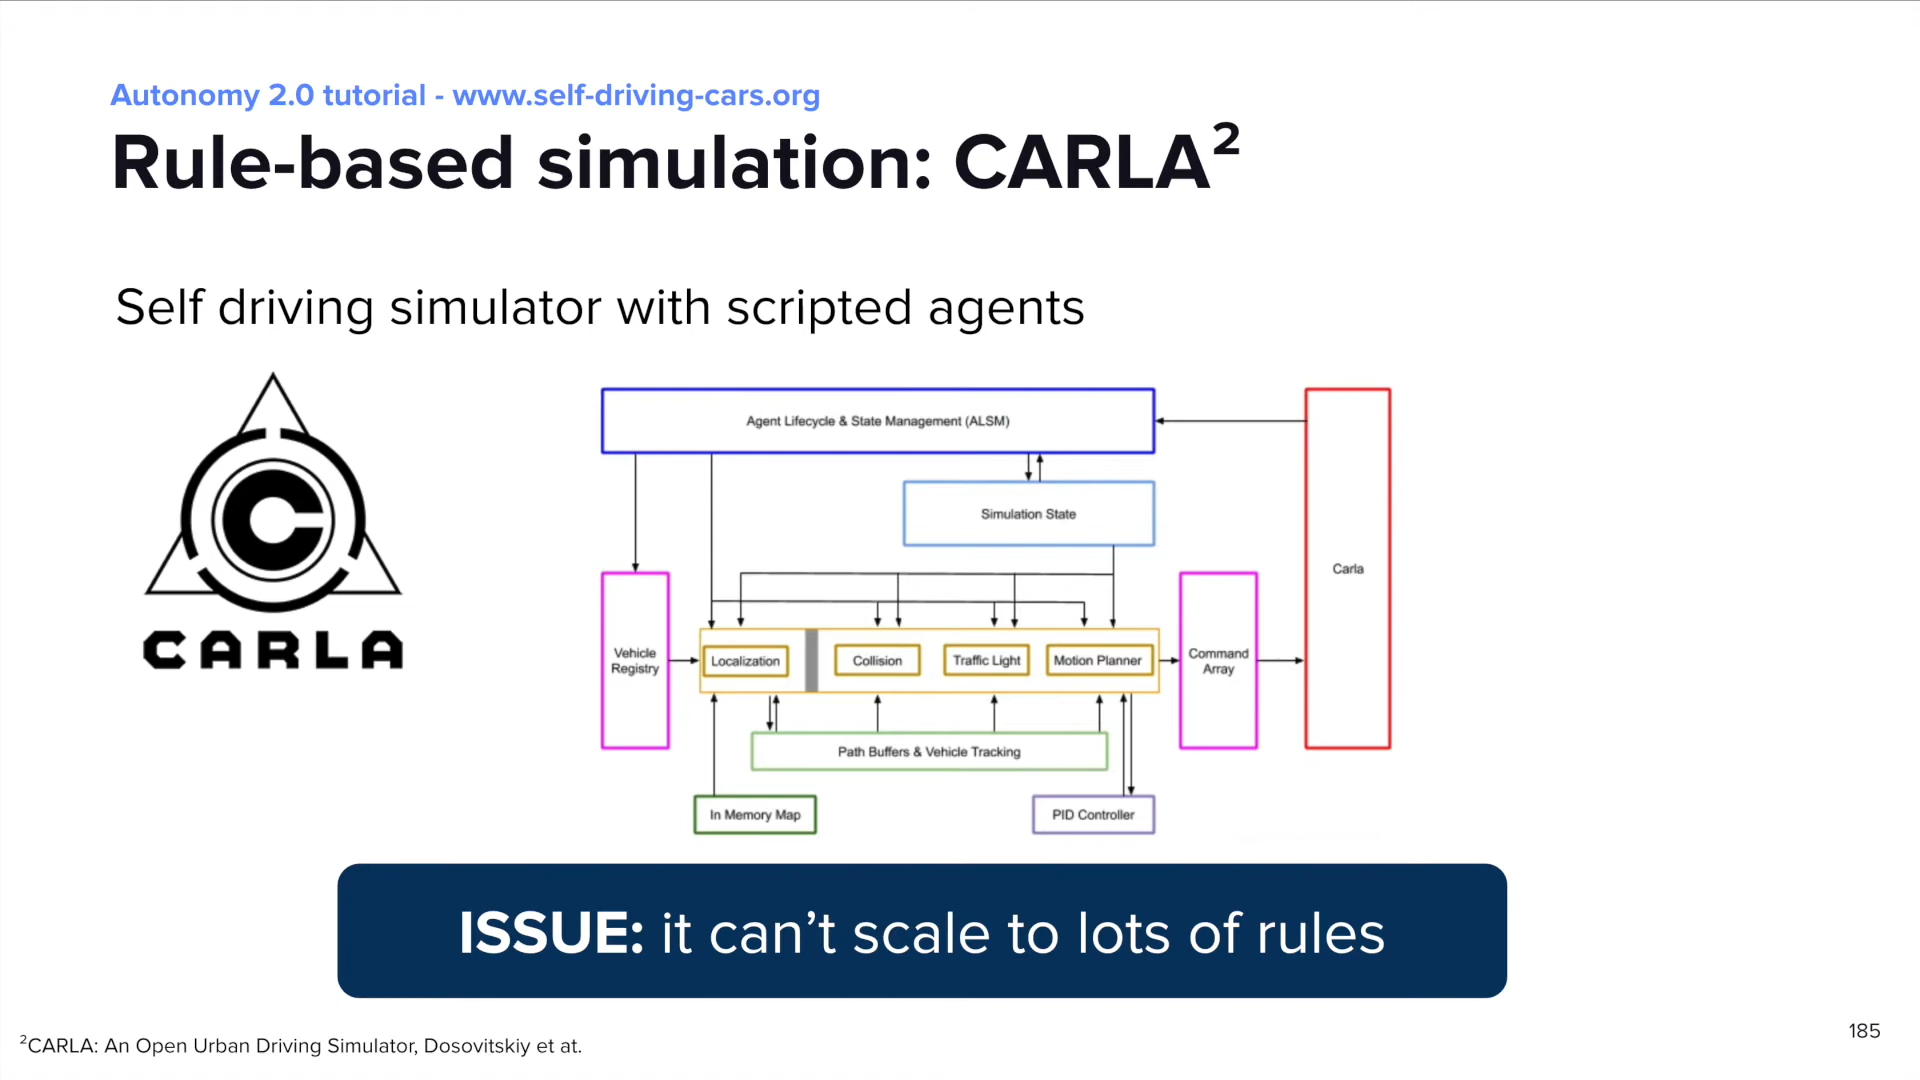 Autonomy 2.0 tutorial - www.self-driving-cars.org
Rule-based simulation: CARLA²
Self driving simulator with scripted agents
CARLA
Agent Lifecycle & State Management (ALSM)
Simulation State
Carla
Vehicle
Registry
Localization
Collision
Traffic Light
Motion Planner
Command
Array
Path Buffers & Vehicle Tracking
In Memory Map
PID Controller
ISSUE: it can’t scale to lots of rules
²CARLA: An Open Urban Driving Simulator, Dosovitskiy et at.
185